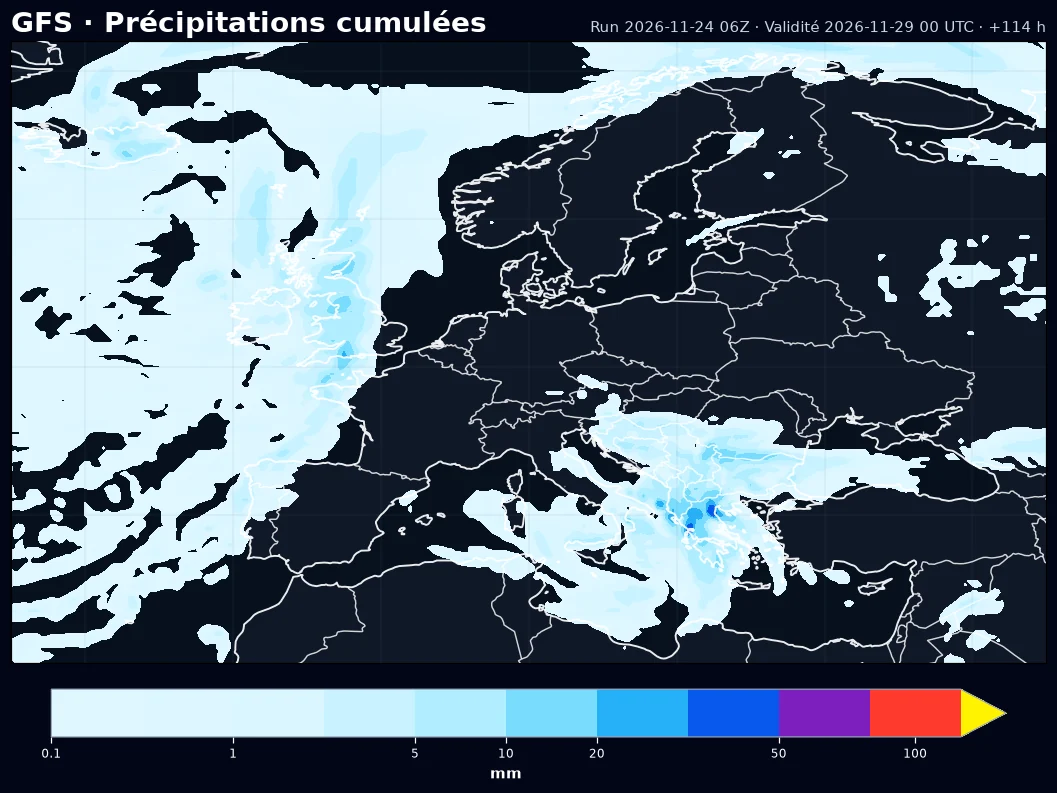 GFS · Précipitations cumulées
Run 2026-11-24 06Z · Validité 2026-11-29 00 UTC · +114 h
0.1 1 5 10 20 50 100
mm